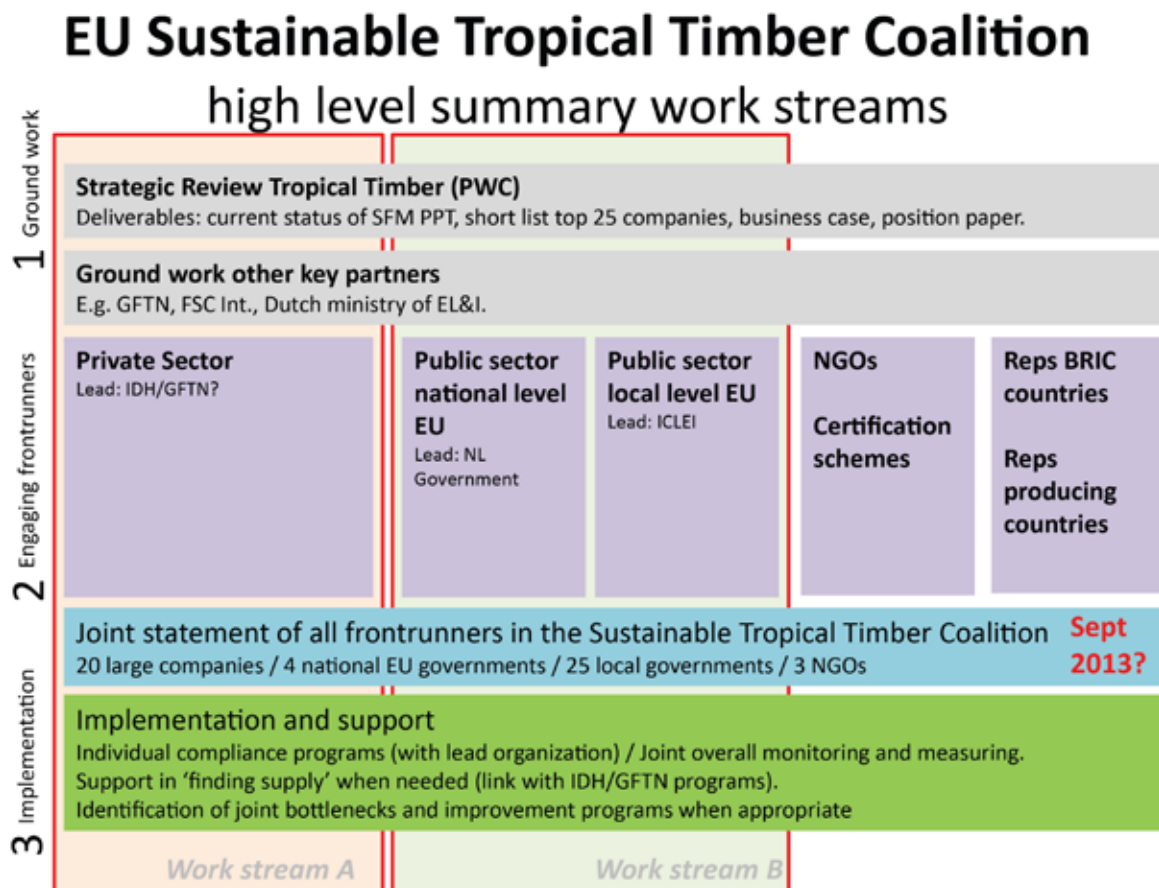 EU Sustainable Tropical Timber Coalition
high level summary work streams
1 Ground work
Strategic Review Tropical Timber (PWC)
Deliverables: current status of SFM PPT, short list top 25 companies, business case, position paper.
Ground work other key partners
E.g. GFTN, FSC Int., Dutch ministry of EL&I.
2 Engaging frontrunners
Private Sector
Lead: IDH/GFTN?
Public sector
national level
EU
Lead: NL
Government
Public sector
local level EU
Lead: ICLEI
NGOs
Certification
schemes
Reps BRIC
countries
Reps
producing
countries
Joint statement of all frontrunners in the Sustainable Tropical Timber Coalition
20 large companies / 4 national EU governments / 25 local governments / 3 NGOs
Sept
2013?
3 Implementation
Implementation and support
Individual compliance programs (with lead organization) / Joint overall monitoring and measuring.
Support in ‘finding supply’ when needed (link with IDH/GFTN programs).
Identification of joint bottlenecks and improvement programs when appropriate
Work stream A
Work stream B